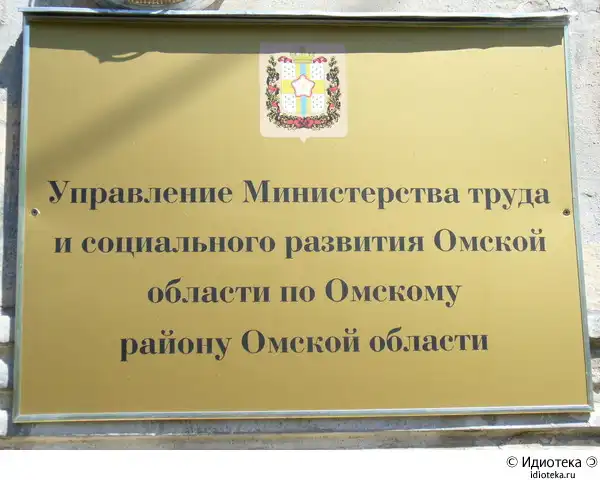 Управление Министерства труда
и социального развития Омской
области по Омскому
району Омской области
© Идиотека
idioteka.ru